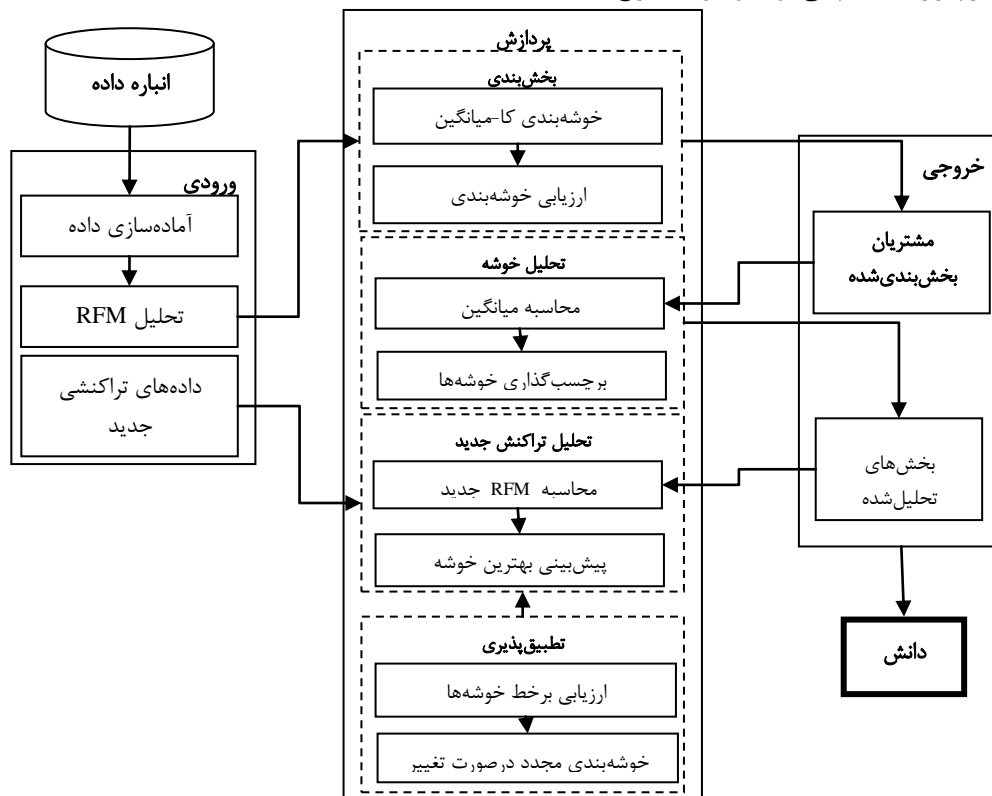 پردازش
انباره داده
بخش‌بندی
خوشه‌بندی کا-میانگین
ارزیابی خوشه‌بندی
ورودی
آماده‌سازی داده
تحلیل RFM
داده‌های تراکنشی
جدید
خروجی
مشتریان
بخش‌بندی‌شده
تحلیل خوشه
محاسبه میانگین
برچسب‌گذاری خوشه‌ها
تحلیل تراکنش جدید
محاسبه RFM جدید
پیش‌بینی بهترین خوشه
بخش‌های
تحلیل‌شده
دانش
تطبیق‌پذیری
ارزیابی برخط خوشه‌ها
خوشه‌بندی مجدد درصورت تغییر